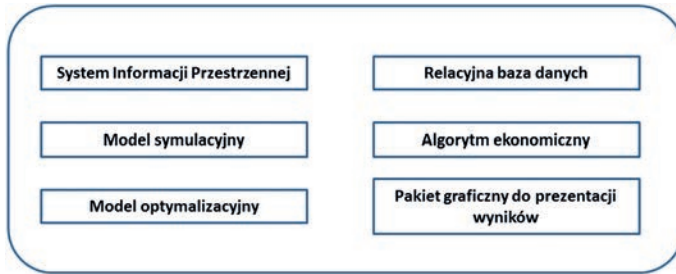 System Informacji Przestrzennej
Relacyjna baza danych
Model symulacyjny
Algorytm ekonomiczny
Model optymalizacyjny
Pakiet graficzny do prezentacji
wyników